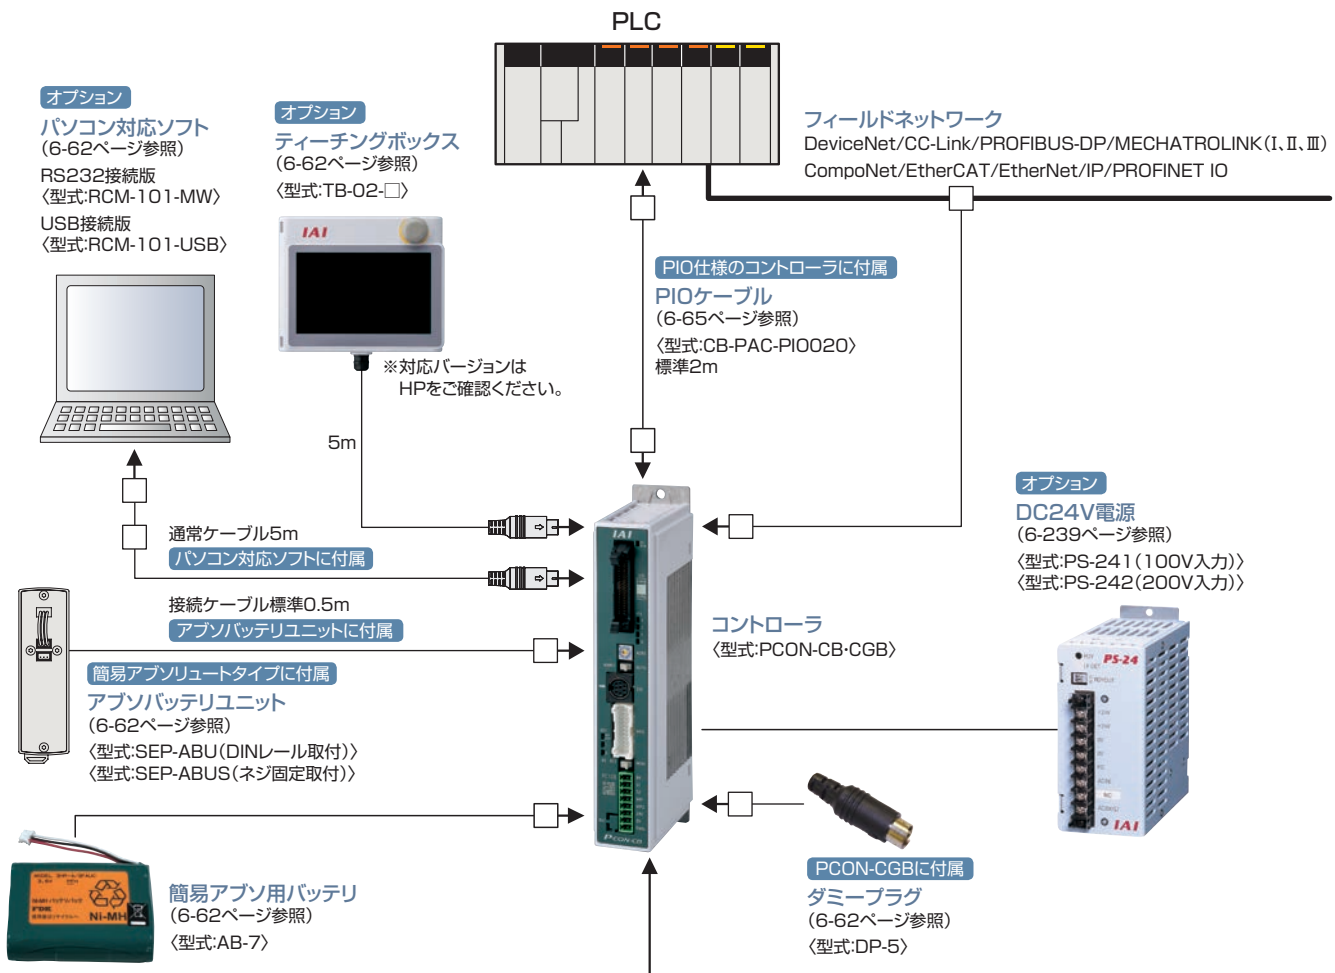 PLC
オプション
パソコン対応ソフト
(6-62ページ参照)
RS232接続版
〈型式:RCM-101-MW〉
USB接続版
〈型式:RCM-101-USB〉
オプション
ティーチングボックス
(6-62ページ参照)
〈型式:TB-02-□〉
IAI
※対応バージョンは
HPをご確認ください。
5m
フィールドネットワーク
DeviceNet/CC-Link/PROFIBUS-DP/MECHATROLINK(Ⅰ、Ⅱ、Ⅲ)
CompoNet/EtherCAT/EtherNet/IP/PROFINET IO
PIO仕様のコントローラに付属
PIOケーブル
(6-65ページ参照)
〈型式:CB-PAC-PIO020〉
標準2m
通常ケーブル5m
パソコン対応ソフトに付属
接続ケーブル標準0.5m
アブソバッテリユニットに付属
簡易アブソリュートタイプに付属
アブソバッテリユニット
(6-62ページ参照)
〈型式:SEP-ABU(DINレール取付)〉
〈型式:SEP-ABUS(ネジ固定取付)〉
IAI
PCON-CB
コントローラ
〈型式:PCON-CB・CGB〉
オプション
DC24V電源
(6-239ページ参照)
〈型式:PS-241(100V入力)〉
〈型式:PS-242(200V入力)〉
PS-24
NC
IAI
PCON-CGBに付属
ダミープラグ
(6-62ページ参照)
〈型式:DP-5〉
Ni-MH
簡易アブソ用バッテリ
(6-62ページ参照)
〈型式:AB-7〉